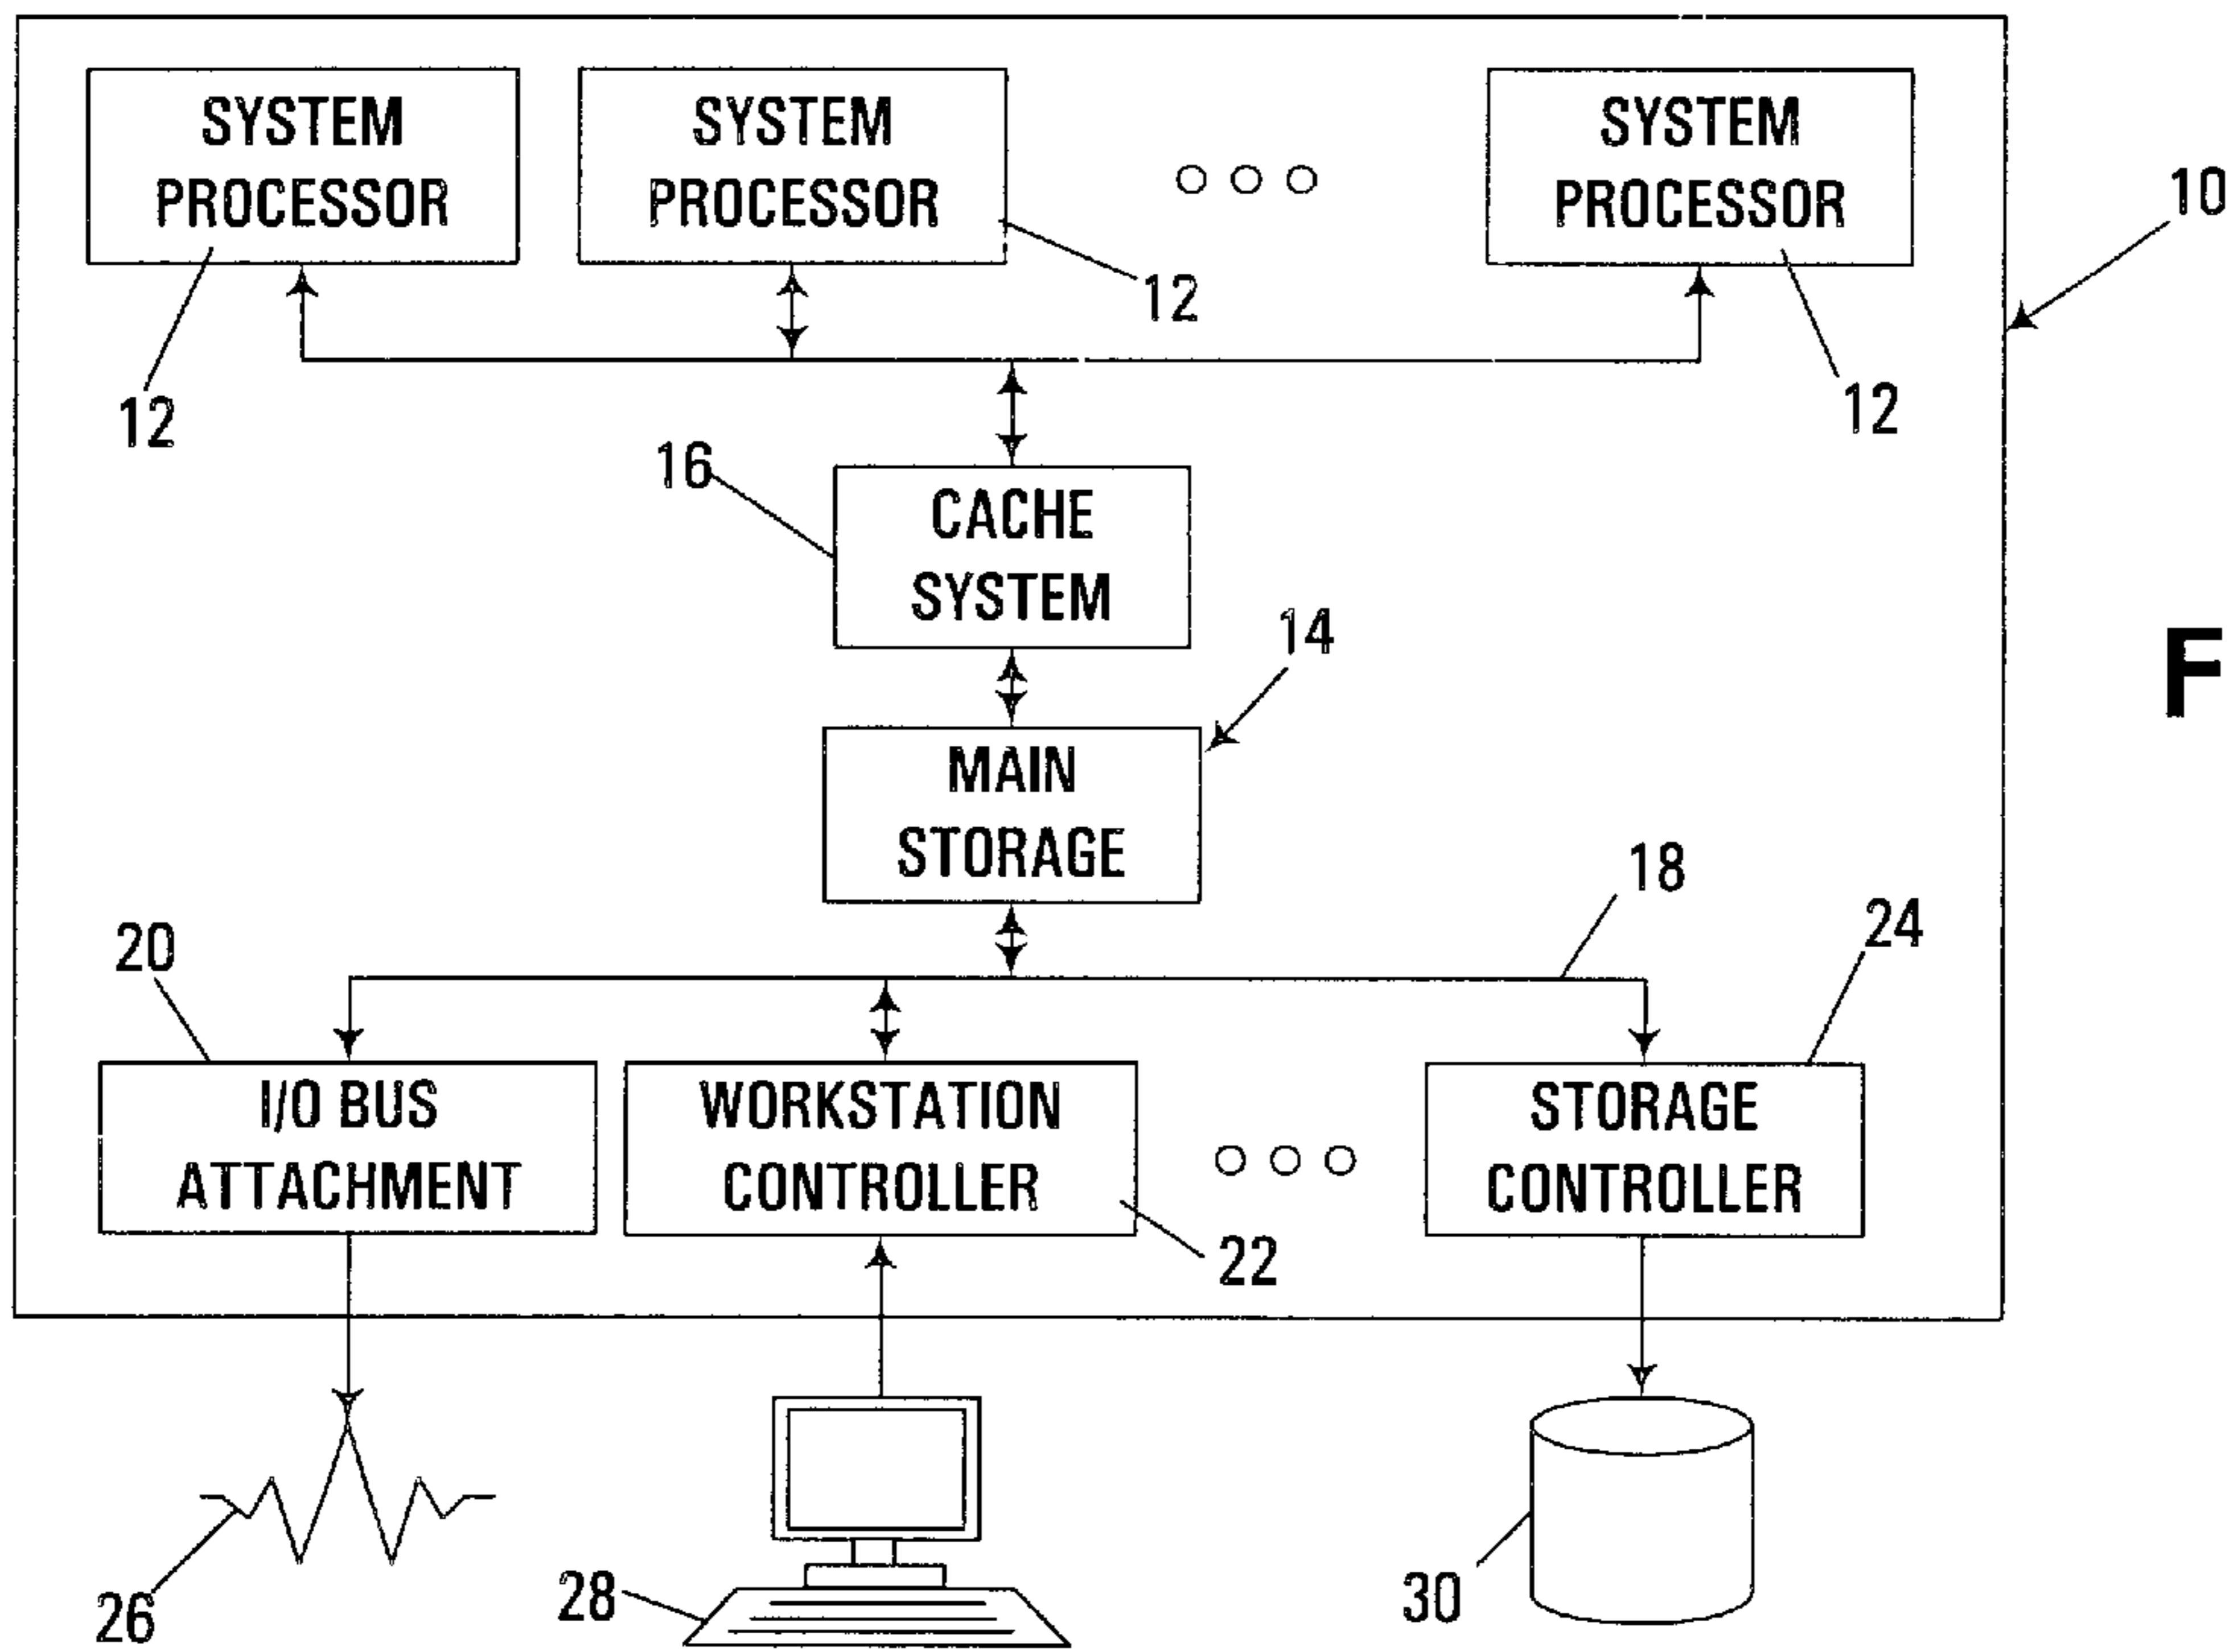 SYSTEM
PROCESSOR
SYSTEM
PROCESSOR
SYSTEM
PROCESSOR
10
12
12
12
16
CACHE
SYSTEM
14
F
MAIN
STORAGE
18
24
20
I/O BUS
ATTACHMENT
WORKSTATION
CONTROLLER
STORAGE
CONTROLLER
22
26
28
30